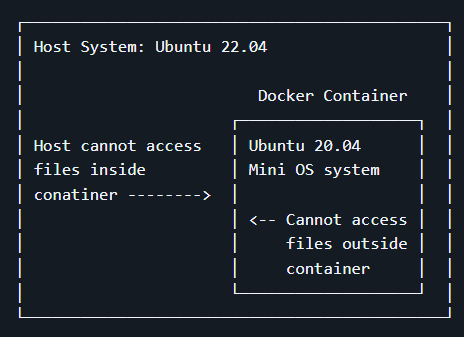 Host System: Ubuntu 22.04
Docker Container
Host cannot access
files inside
conatiner -------->
Ubuntu 20.04
Mini OS system
<-- Cannot access
files outside
container